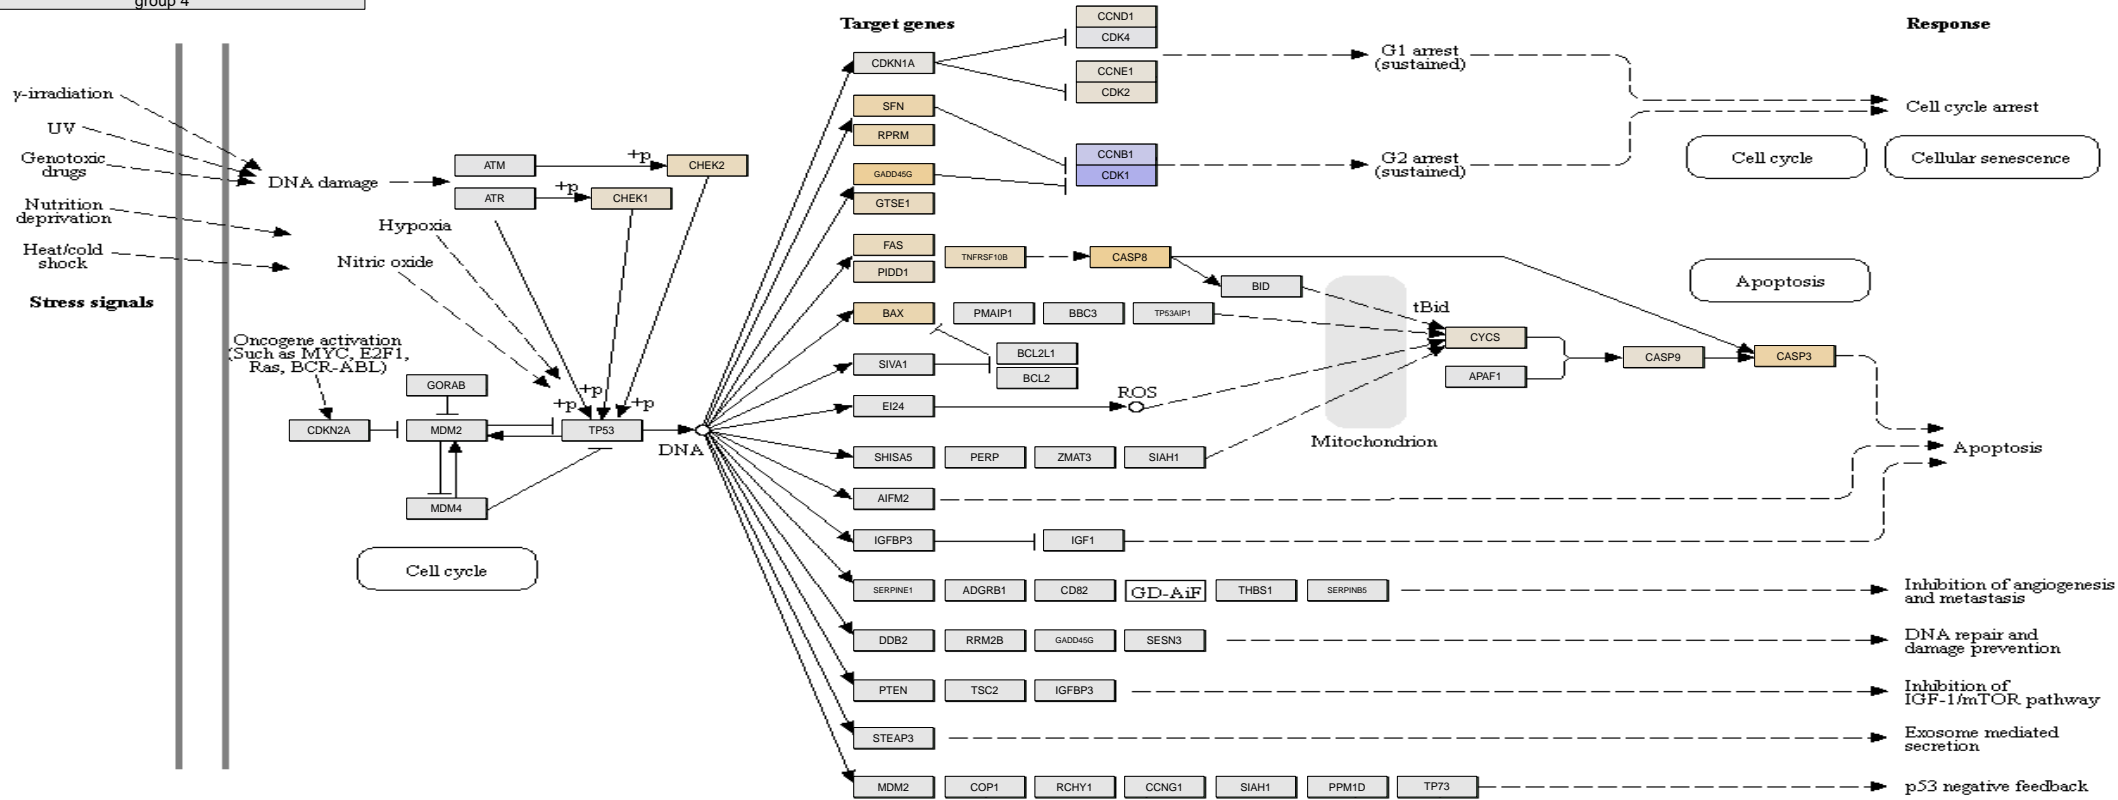 group 4
Target genes
Response
CCND1
CDK4
CDKN1A
G1 arrest
(sustained)
CCNE1
CDK2
γ-irradiation
SFN
Cell cycle arrest
UV
RPRM
Genotoxic
drugs
ATM
+p
CHEK2
CCNB1
CDK1
G2 arrest
(sustained)
Cell cycle
Cellular senescence
DNA damage
GADD45G
ATR
+p
CHEK1
GTSE1
Nutrition
deprivation
Hypoxia
Heat/cold
shock
Nitric oxide
FAS
PIDD1
TNFRSF10B
CASP8
BID
Apoptosis
Stress signals
BAX
PMAIP1
BBC3
TP53AIP1
tBid
CYCS
Oncogene activation
(Such as MYC, E2F1,
Ras, BCR-ABL)
BCL2L1
BCL2
SIVA1
CASP9
CASP3
APAF1
GORAB
+p
+p
+p
EI24
ROS
CDKN2A
MDM2
TP53
DNA
Mitochondrion
SHISA5
PERP
ZMAT3
SIAH1
Apoptosis
MDM4
AIFM2
IGFBP3
IGF1
Cell cycle
SERPINE1
ADGRB1
CD82
GD-AiF
THBS1
SERPINB5
Inhibition of angiogenesis
and metastasis
DDB2
RRM2B
GADD45G
SESN3
DNA repair and
damage prevention
PTEN
TSC2
IGFBP3
Inhibition of
IGF-1/mTOR pathway
STEAP3
Exosome mediated
secretion
MDM2
COP1
RCHY1
CCNG1
SIAH1
PPM1D
TP73
p53 negative feedback